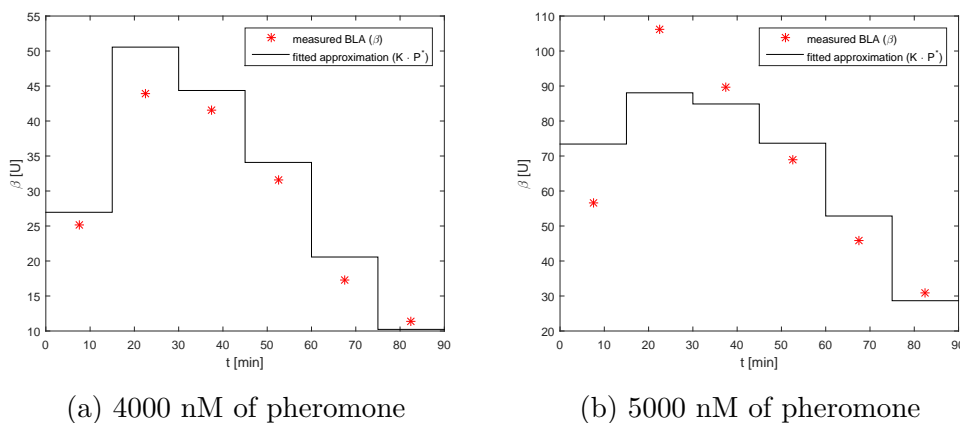 55
50
45
40
35
30
25
20
15
10
β [U]
0 10 20 30 40 50 60 70 80 90
t [min]
measured BLA (β)
fitted approximation (K · P*)
110
100
90
80
70
60
50
40
30
20
β [U]
0 10 20 30 40 50 60 70 80 90
t [min]
measured BLA (β)
fitted approximation (K · P*)
(a) 4000 nM of pheromone
(b) 5000 nM of pheromone